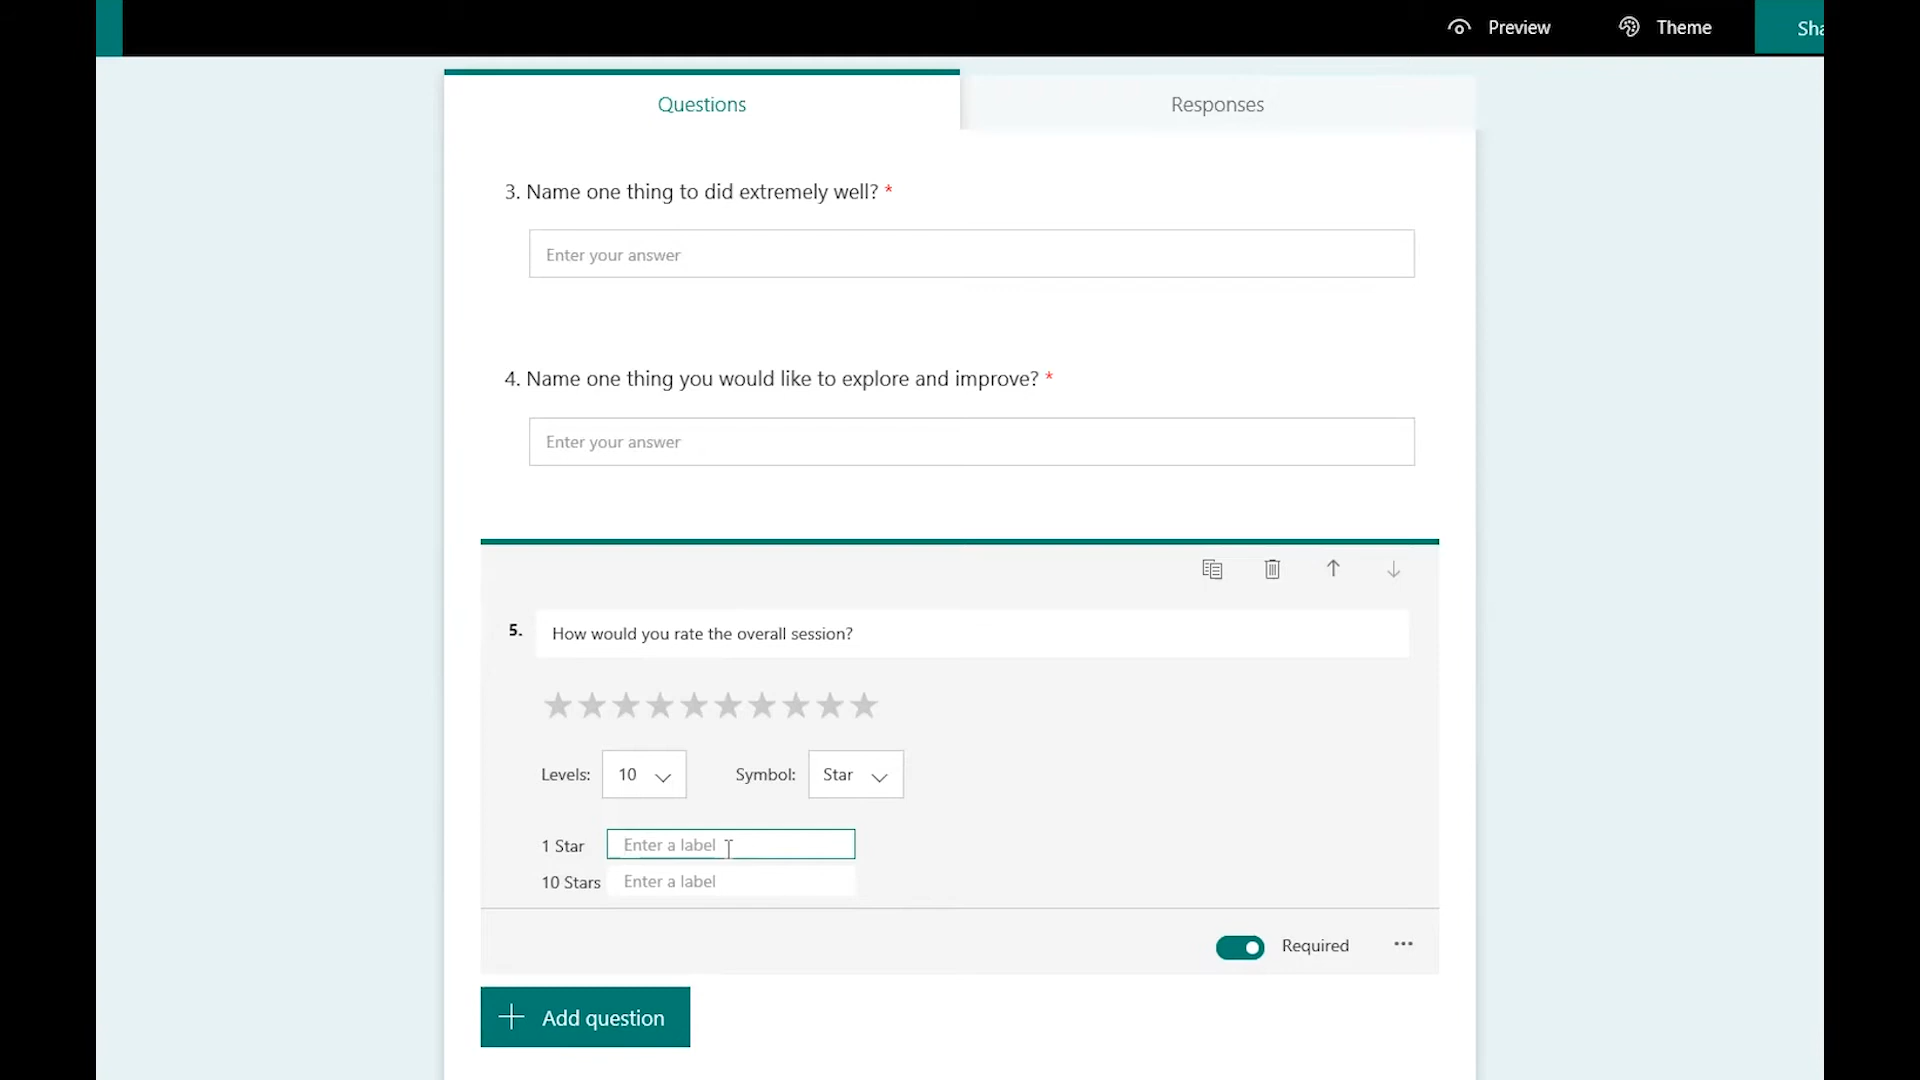 Preview
Theme
Questions
Responses
3. Name one thing to did extremely well? *
Enter your answer
4. Name one thing you would like to explore and improve? *
Enter your answer
5.
How would you rate the overall session?
Levels: 10
Symbol: Star
1 Star
Enter a label
10 Stars
Enter a label
Required
Add question